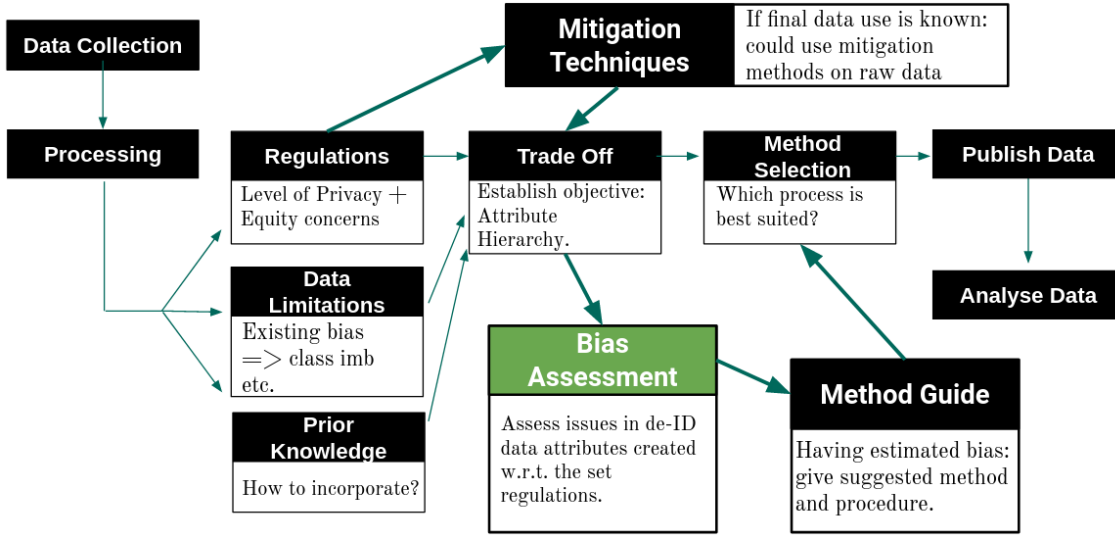 Data Collection
Processing
Mitigation
Techniques
If final data use is known:
could use mitigation
methods on raw data
Regulations
Level of Privacy +
Equity concerns
Trade Off
Establish objective:
Attribute
Hierarchy.
Method
Selection
Which process is
best suited?
Publish Data
Analyse Data
Data
Limitations
Existing bias
=> class imb
etc.
Prior
Knowledge
How to incorporate?
Bias
Assessment
Assess issues in de-ID
data attributes created
w.r.t. the set
regulations.
Method Guide
Having estimated bias:
give suggested method
and procedure.